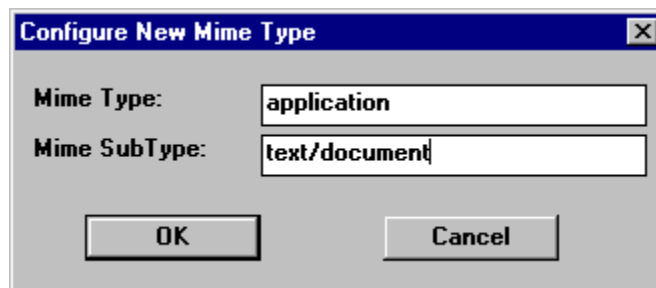 Configure New Mime Type
Mime Type: application
Mime SubType: text/document
OK Cancel